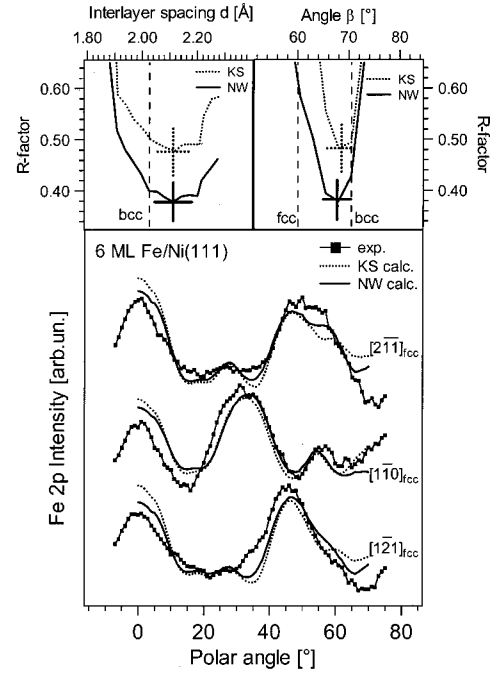 Interlayer spacing d [Å] Angle β [°]
1.80 2.00 2.20 60 70 80
KS KS
NW NW
0.60 0.60
0.50 0.50
0.40 0.40
R-factor R-factor
bcc fcc bcc
6 ML Fe/Ni(111)
exp.
KS calc.
NW calc.
[21̅1̅]fcc
[11̅0]fcc
[12̅1]fcc
Fe 2p Intensity [arb.un.]
0 20 40 60 80
Polar angle [°]